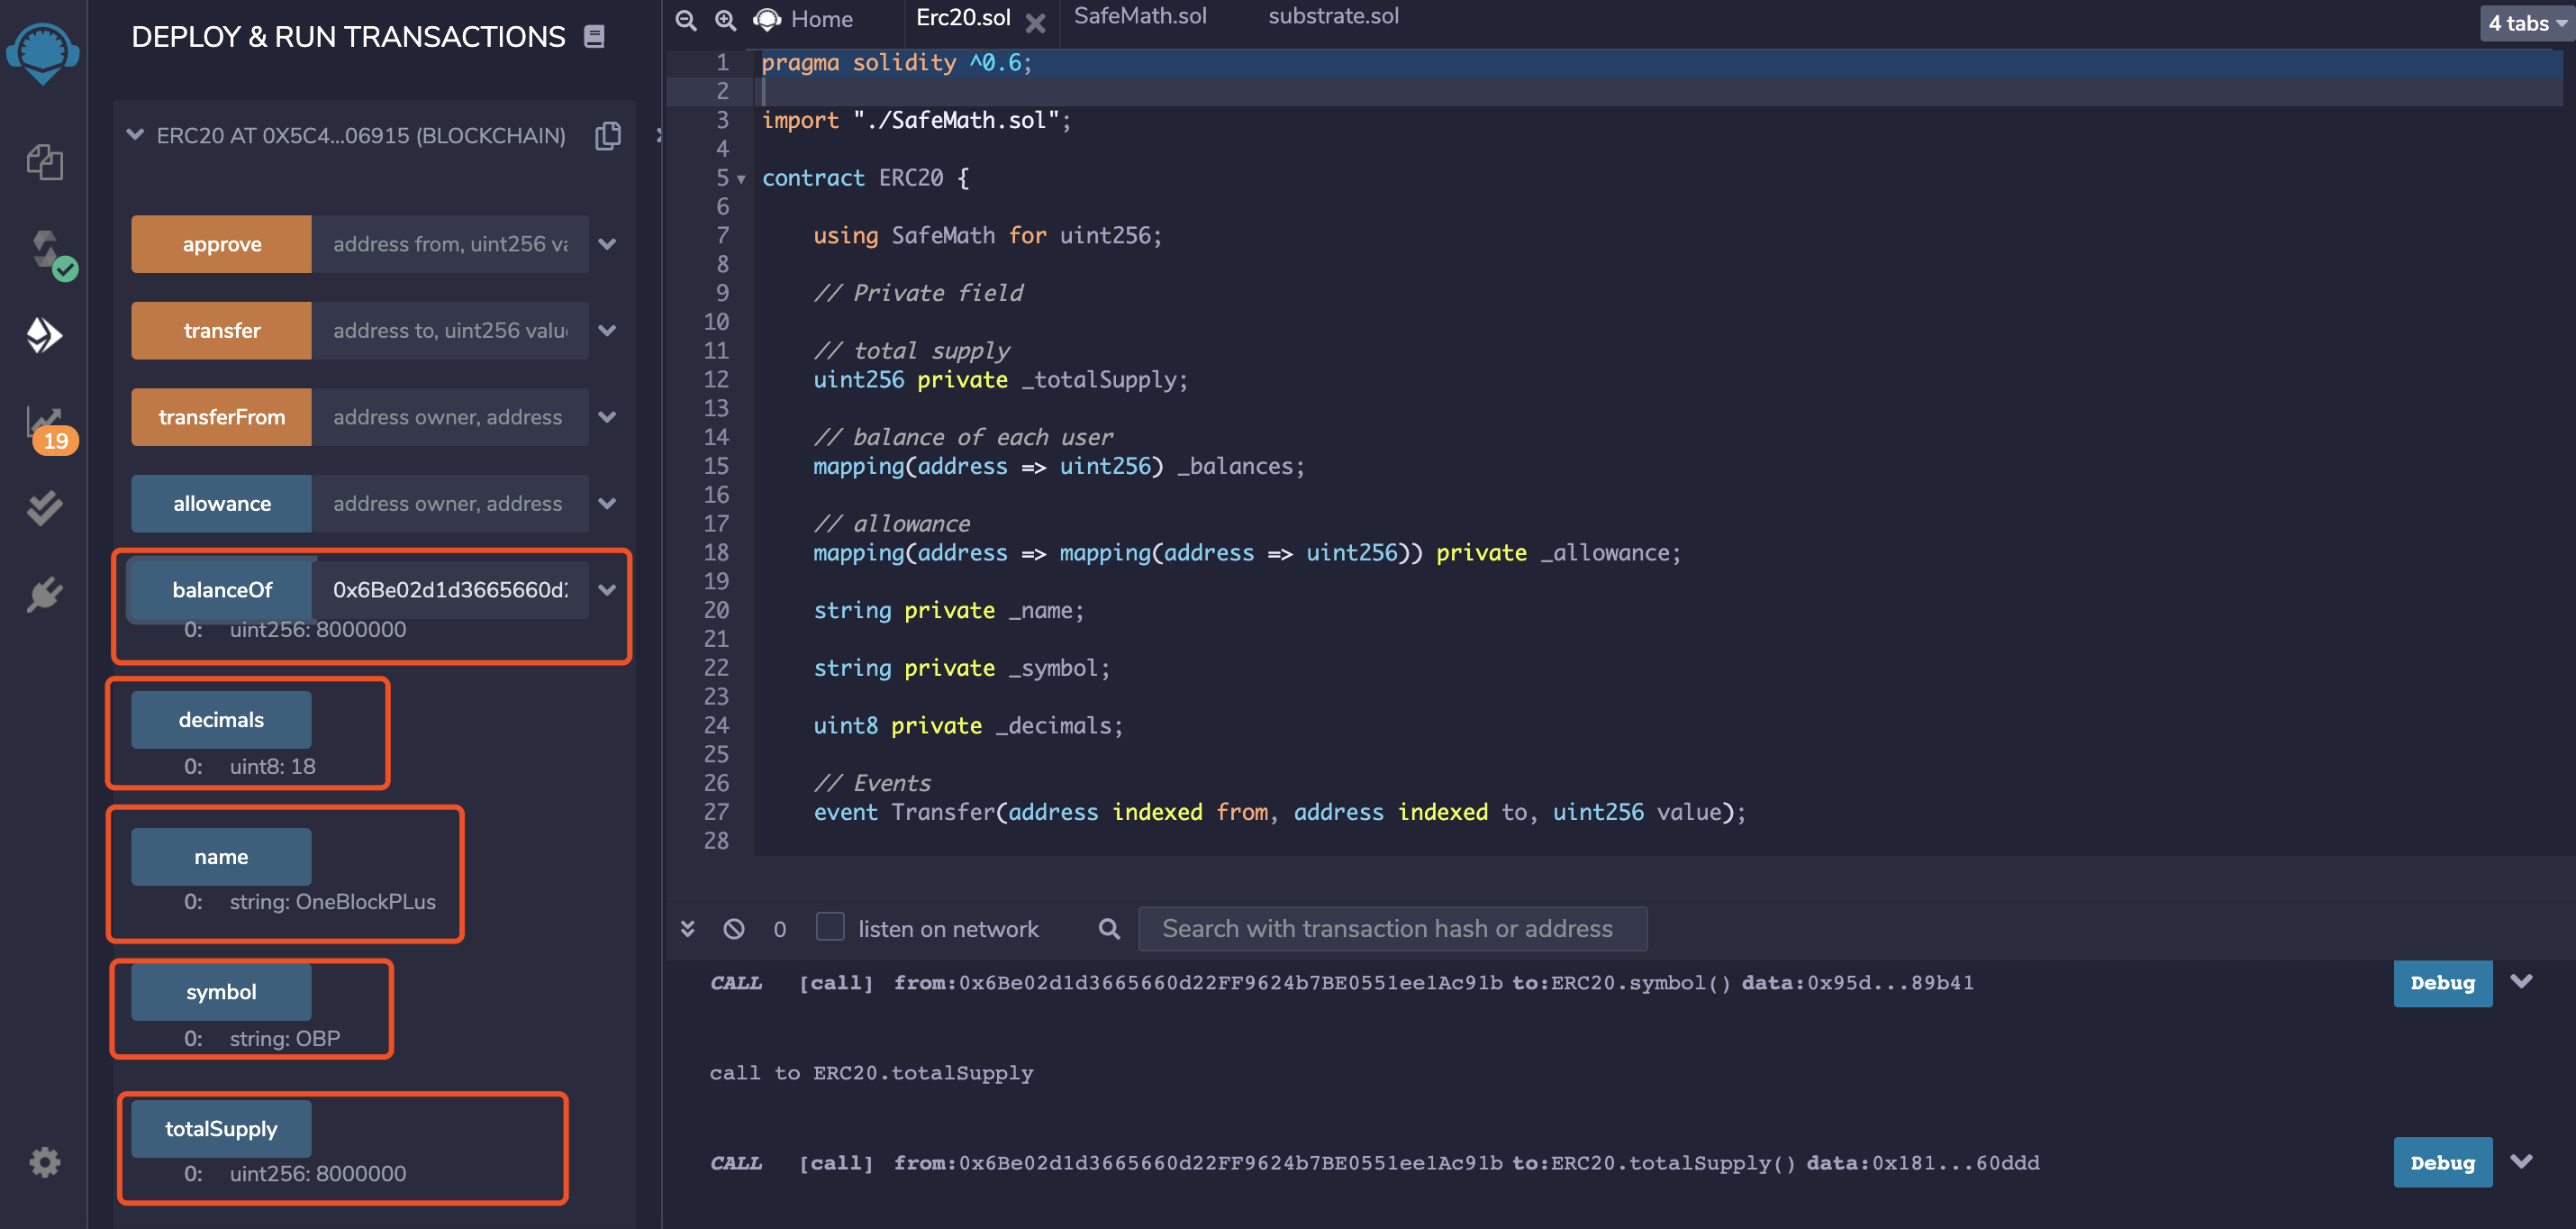 DEPLOY & RUN TRANSACTIONS
ERC20 AT 0X5C4...06915 (BLOCKCHAIN)
approve address from, uint256 va
transfer address to, uint256 valu
transferFrom address owner, address
allowance address owner, address
balanceOf 0x6Be02d1d3665660d2
0: uint256: 8000000
decimals
0: uint8: 18
name
0: string: OneBlockPLus
symbol
0: string: OBP
totalSupply
0: uint256: 8000000
19
Home Erc20.sol SafeMath.sol substrate.sol 4 tabs
1 pragma solidity ^0.6;
2
3 import "./SafeMath.sol";
4
5 contract ERC20 {
6
7 using SafeMath for uint256;
8
9 // Private field
10
11 // total supply
12 uint256 private _totalSupply;
13
14 // balance of each user
15 mapping(address => uint256) _balances;
16
17 // allowance
18 mapping(address => mapping(address => uint256)) private _allowance;
19
20 string private _name;
21
22 string private _symbol;
23
24 uint8 private _decimals;
25
26 // Events
27 event Transfer(address indexed from, address indexed to, uint256 value);
28
0 listen on network Search with transaction hash or address
CALL [call] from:0x6Be02d1d3665660d22FF9624b7BE0551ee1Ac91b to:ERC20.symbol() data:0x95d...89b41 Debug
call to ERC20.totalSupply
CALL [call] from:0x6Be02d1d3665660d22FF9624b7BE0551ee1Ac91b to:ERC20.totalSupply() data:0x181...60ddd Debug